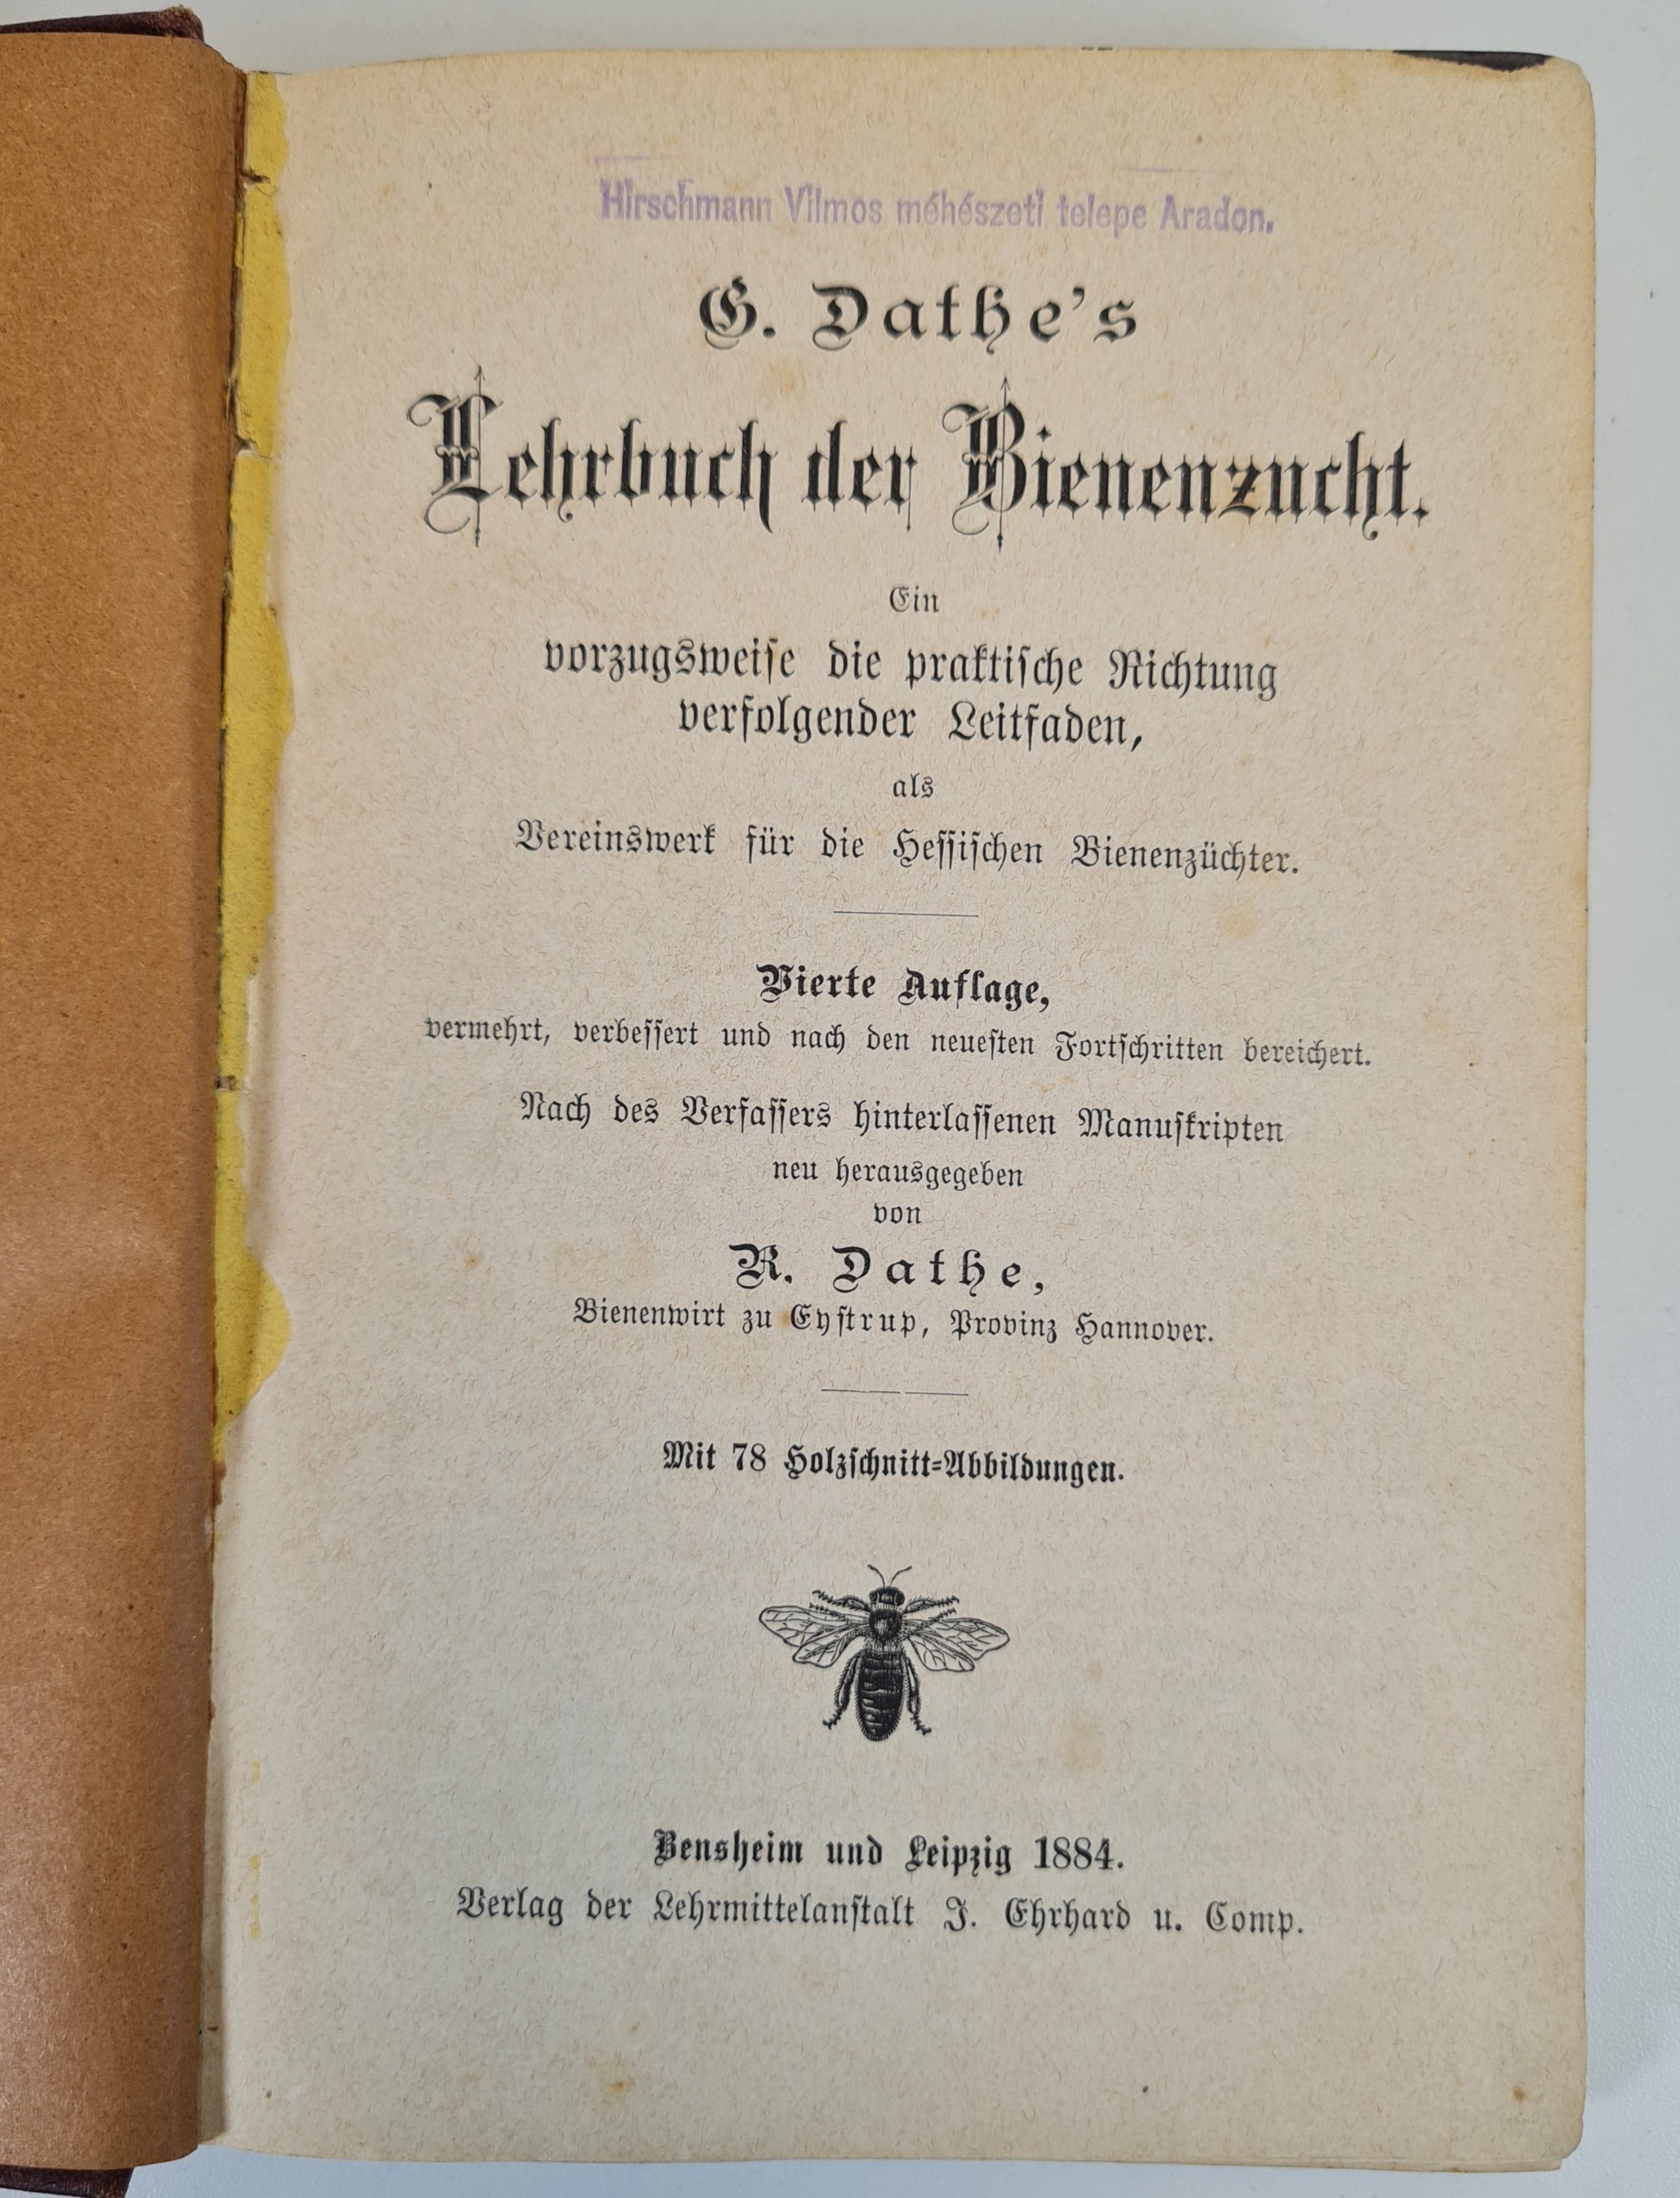 Hirschmann Vilmos méhészeti telepe Aradon.
G. Dathe's
Lehrbuch der Bienenzucht.
Ein
vorzugsweise die praktische Richtung
verfolgender Leitfaden,
als
Vereinswerk für die Hessischen Bienenzüchter.
Vierte Auflage,
vermehrt, verbessert und nach den neuesten Fortschritten bereichert.
Nach des Verfassers hinterlassenen Manuskripten
neu herausgegeben
von
R. Dathe,
Bienenwirt zu Eystrup, Provinz Hannover.
Mit 78 Holzschnitt-Abbildungen.
Bensheim und Leipzig 1884.
Verlag der Lehrmittelanstalt J. Ehrhard u. Comp.